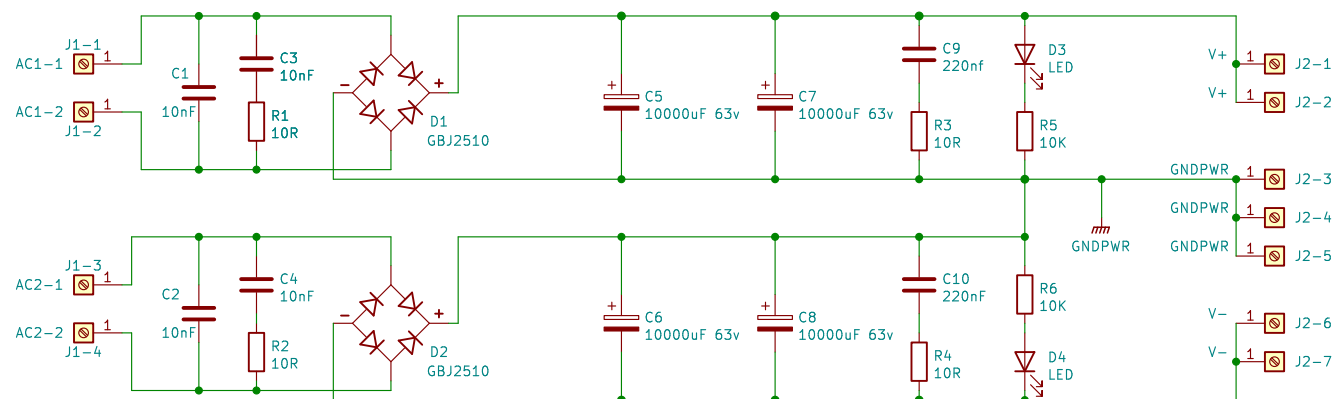 J1-1
AC1-1
1
AC1-2
1
J1-2
C1
10nF
C3
10nF
R1
10R
-
+
D1
GBJ2510
+
C5
10000uF 63v
+
C7
10000uF 63v
C9
220nf
R3
10R
D3
LED
R5
10K
V+
1
J2-1
V+
1
J2-2
GNDPWR
1
J2-3
GNDPWR
1
J2-4
GNDPWR
GNDPWR
1
J2-5
J1-3
AC2-1
1
AC2-2
1
J1-4
C2
10nF
C4
10nF
R2
10R
-
+
D2
GBJ2510
+
C6
10000uF 63v
+
C8
10000uF 63v
C10
220nF
R4
10R
R6
10K
D4
LED
V-
1
J2-6
V-
1
J2-7